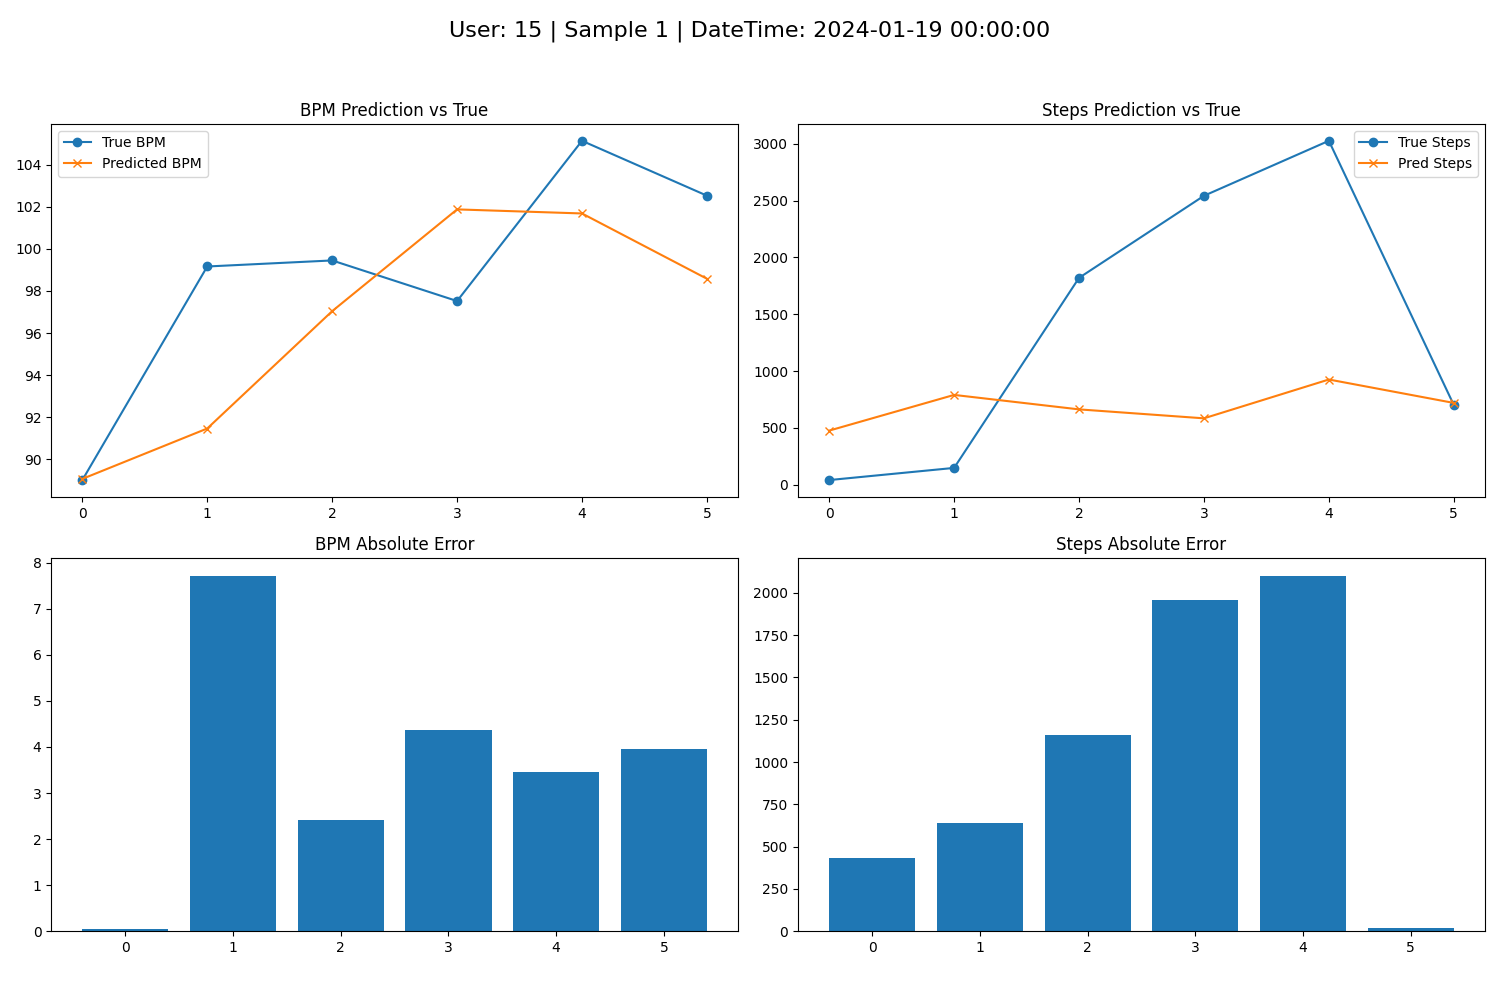 User: 15 | Sample 1 | DateTime: 2024-01-19 00:00:00
BPM Prediction vs True
True BPM
Predicted BPM
104
102
100
98
96
94
92
90
0 1 2 3 4 5
Steps Prediction vs True
True Steps
Pred Steps
3000
2500
2000
1500
1000
500
0
0 1 2 3 4 5
BPM Absolute Error
8
7
6
5
4
3
2
1
0
0 1 2 3 4 5
Steps Absolute Error
2000
1750
1500
1250
1000
750
500
250
0
0 1 2 3 4 5